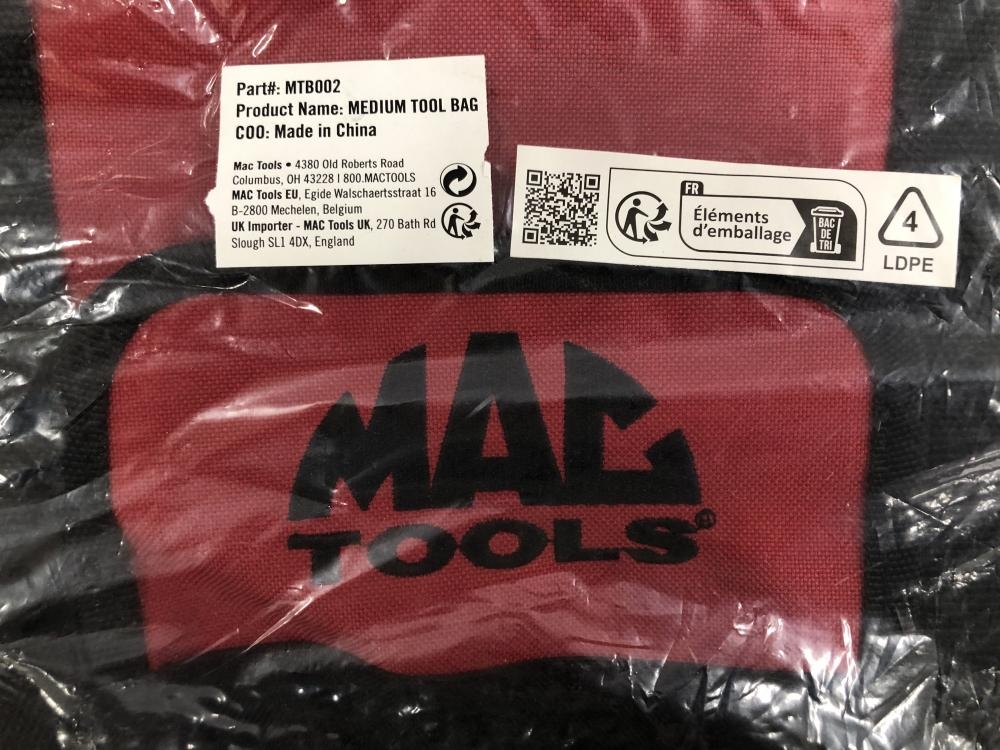 Part#: MTB002
Product Name: MEDIUM TOOL BAG
COO: Made in China
Mac Tools • 4380 Old Roberts Road
Columbus, OH 43228 I 800.MACTOOLS
MAC Tools EU, Egide Walschaertsstraat 16
B-2800 Mechelen, Belgium
UK Importer - MAC Tools UK, 270 Bath Rd
Slough SL1 4DX, England
FR
Éléments
d'emballage
BAC
DE
TRI
4
LDPE
MAC
TOOLS®